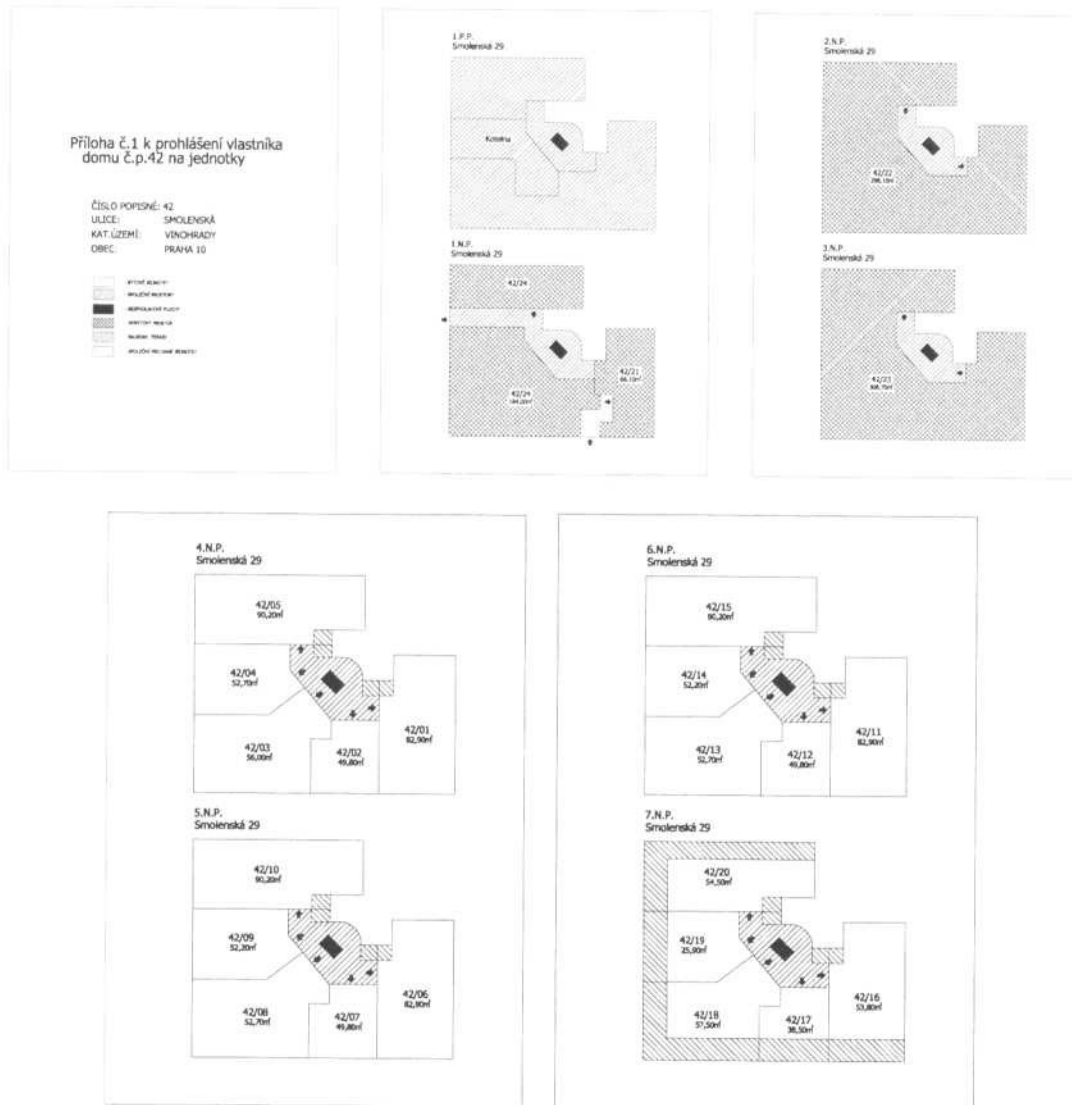 Příloha č.1 k prohlášení vlastníka
domu č.p.42 na jednotky
ČÍSLO POPISNÉ: 42
ULICE: SMOLENSKÁ
KAT.ÚZEMÍ: VINOHRADY
OBEC: PRAHA 10
1.P.P.
Smolenská 29
Kotelna
1.N.P.
Smolenská 29
42/24
42/21
42/24
2.N.P.
Smolenská 29
42/22
3.N.P
Smolenská 29
42/23
4.N.P.
Smolenská 29
42/05
90,20m²
42/04
52,70m²
42/03
56,00m²
42/02
49,80m²
42/01
82,90m²
5.N.P.
Smolenská 29
42/10
90,20m²
42/09
52,20m²
42/08
52,70m²
42/07
49,80m²
42/06
82,90m²
6.N.P.
Smolenská 29
42/15
90,20m²
42/14
52,20m²
42/13
52,70m²
42/12
49,80m²
42/11
82,90m²
7.N.P.
Smolenská 29
42/20
54,50m²
42/19
25,90m²
42/18
57,50m²
42/17
38,50m²
42/16
53,80m²